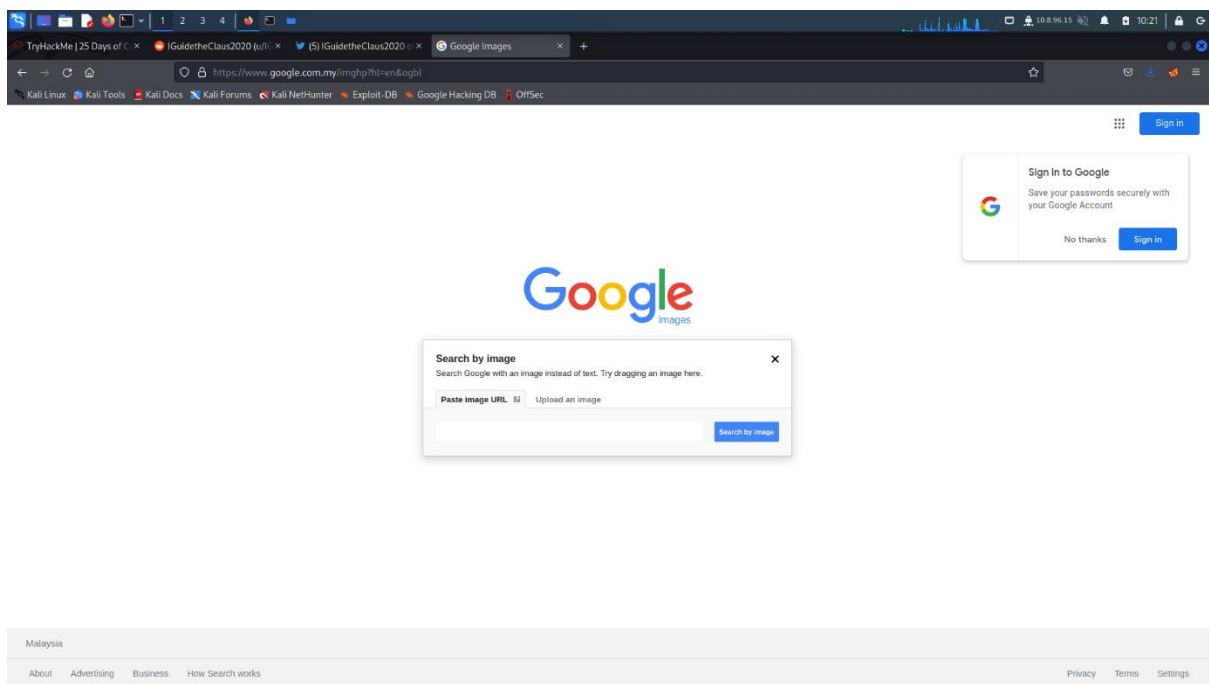 1 2 3 4 10.8.96.15 10:21
TryHackMe | 25 Days of C IGuidetheClaus2020 (u/IG (5) IGuidetheClaus2020 o Google Images
https://www.google.com.my/imghp?hl=en&ogbl
Kali Linux Kali Tools Kali Docs Kali Forums Kali NetHunter Exploit-DB Google Hacking DB OffSec
Sign in
Sign in to Google
Save your passwords securely with
your Google Account
No thanks Sign in
Google
images
Search by image
Search Google with an image instead of text. Try dragging an image here.
Paste image URL Upload an image
Search by image
Malaysia
About Advertising Business How Search works Privacy Terms Settings